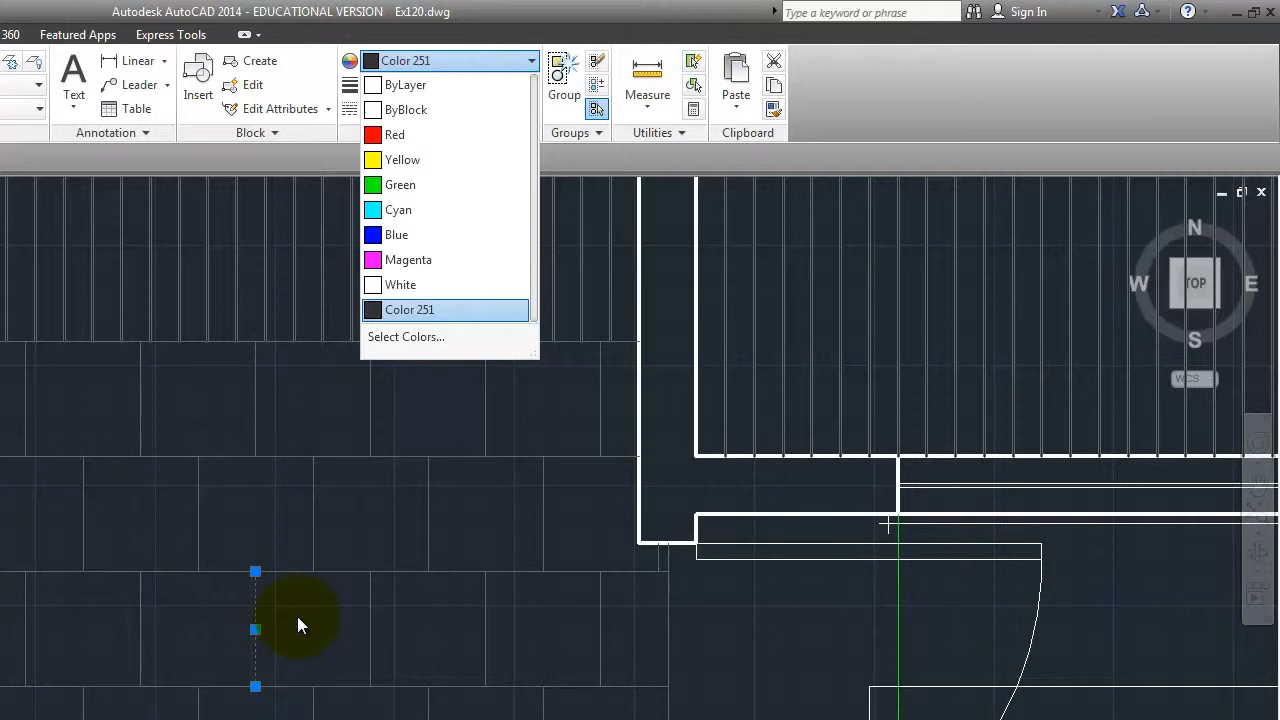 Autodesk AutoCAD 2014 - EDUCATIONAL VERSION Ex120.dwg
Type a keyword or phrase
Sign In
360 Featured Apps Express Tools
Linear
Create
Color 251
Leader
Edit
ByLayer
Text
Insert
Group
Measure
Paste
Table
Edit Attributes
ByBlock
Annotation
Block
Groups
Utilities
Clipboard
Red
Yellow
Green
Cyan
Blue
Magenta
White
Color 251
Select Colors...
N
W
TOP
E
S
WCS